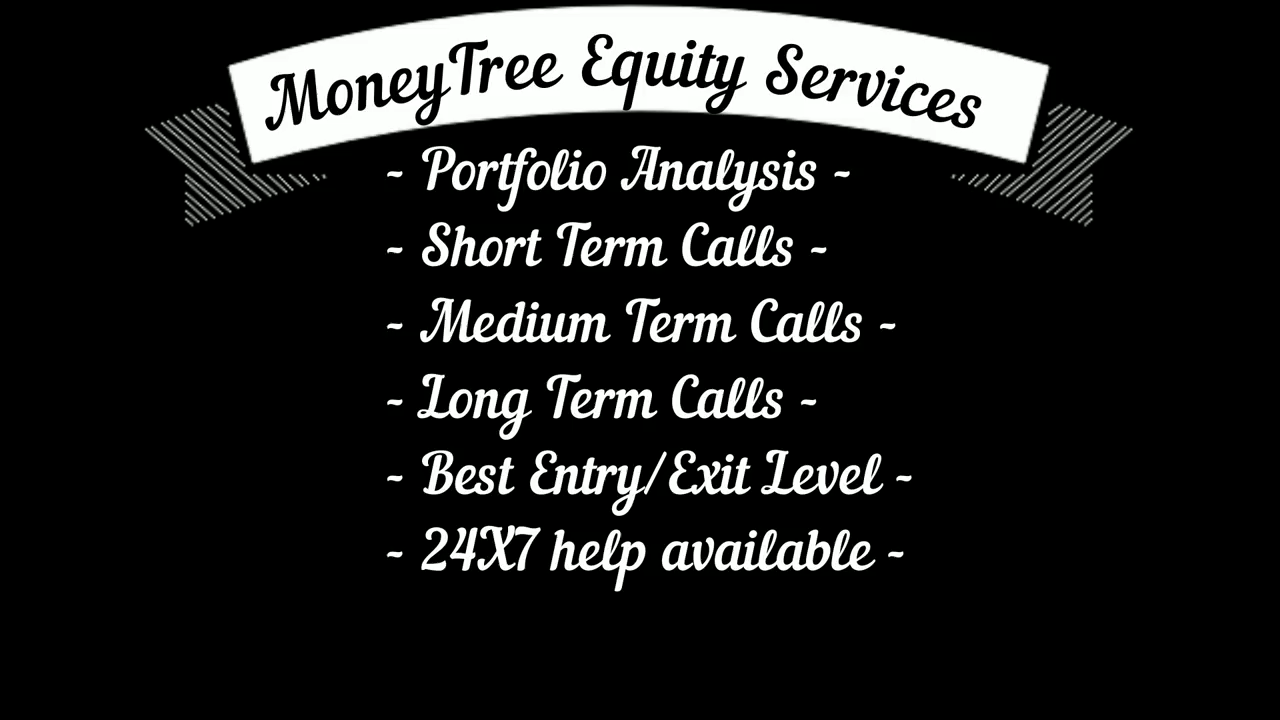 MoneyTree Equity Services
- Portfolio Analysis -
- Short Term Calls -
- Medium Term Calls -
- Long Term Calls -
- Best Entry/Exit Level -
- 24X7 help available -